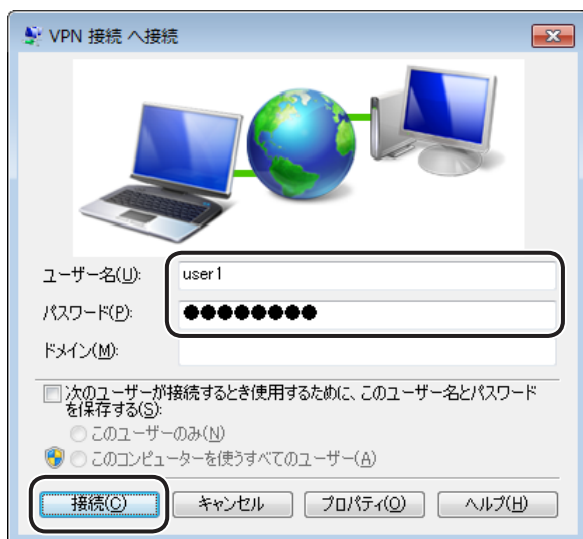 VPN 接続 へ接続
ユーザー名(U):
user1
パスワード(P):
●●●●●●●●
ドメイン(M):
次のユーザーが接続するとき使用するために、このユーザー名とパスワード
を保存する(S):
このユーザーのみ(N)
このコンピューターを使うすべてのユーザー(A)
接続(C) キャンセル プロパティ(O) ヘルプ(H)